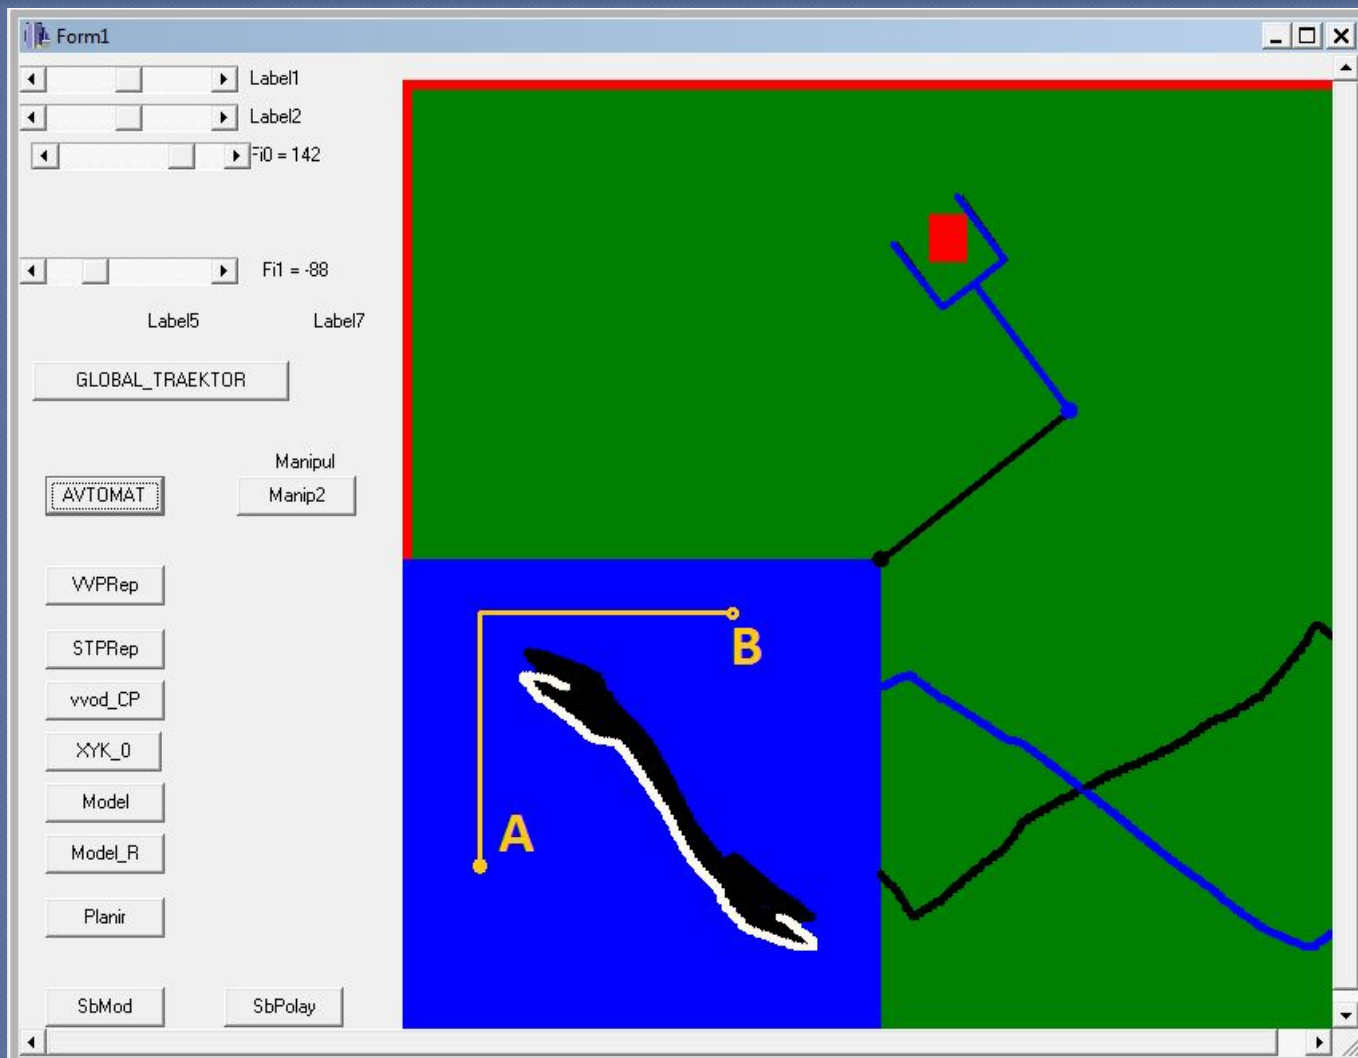 Form1
Label1
Label2
Fi0 = 142
Fi1 = -88
Label5 Label7
GLOBAL_TRAEKTOR
Manipul
AVTOMAT Manip2
VVPRep
STPRep
vvod_CP
XYK_0
Model
Model_R
Planir
SbMod SbPolay
B
A